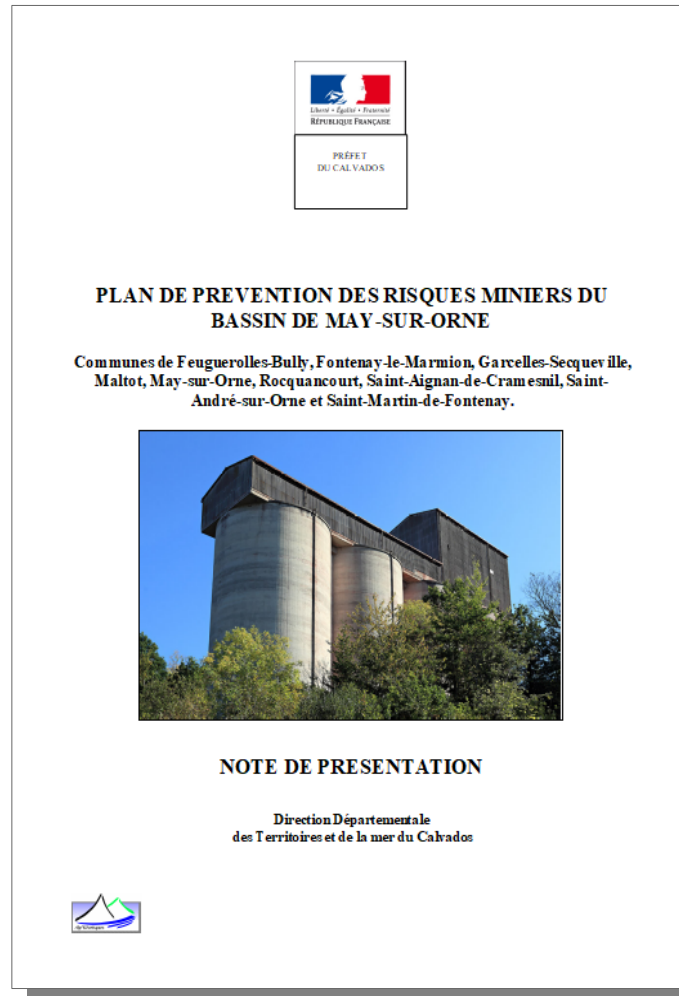 Liberté • Égalité • Fraternité
RÉPUBLIQUE FRANÇAISE
PRÉFET
DU CALVADOS
PLAN DE PREVENTION DES RISQUES MINIERS DU
BASSIN DE MAY-SUR-ORNE
Communes de Feuguerolles-Bully, Fontenay-le-Marmion, Garcelles-Secqueville,
Maltot, May-sur-Orne, Rocquancourt, Saint-Aignan-de-Cramesnil, Saint-
André-sur-Orne et Saint-Martin-de-Fontenay.
NOTE DE PRESENTATION
Direction Départementale
des Territoires et de la mer du Calvados